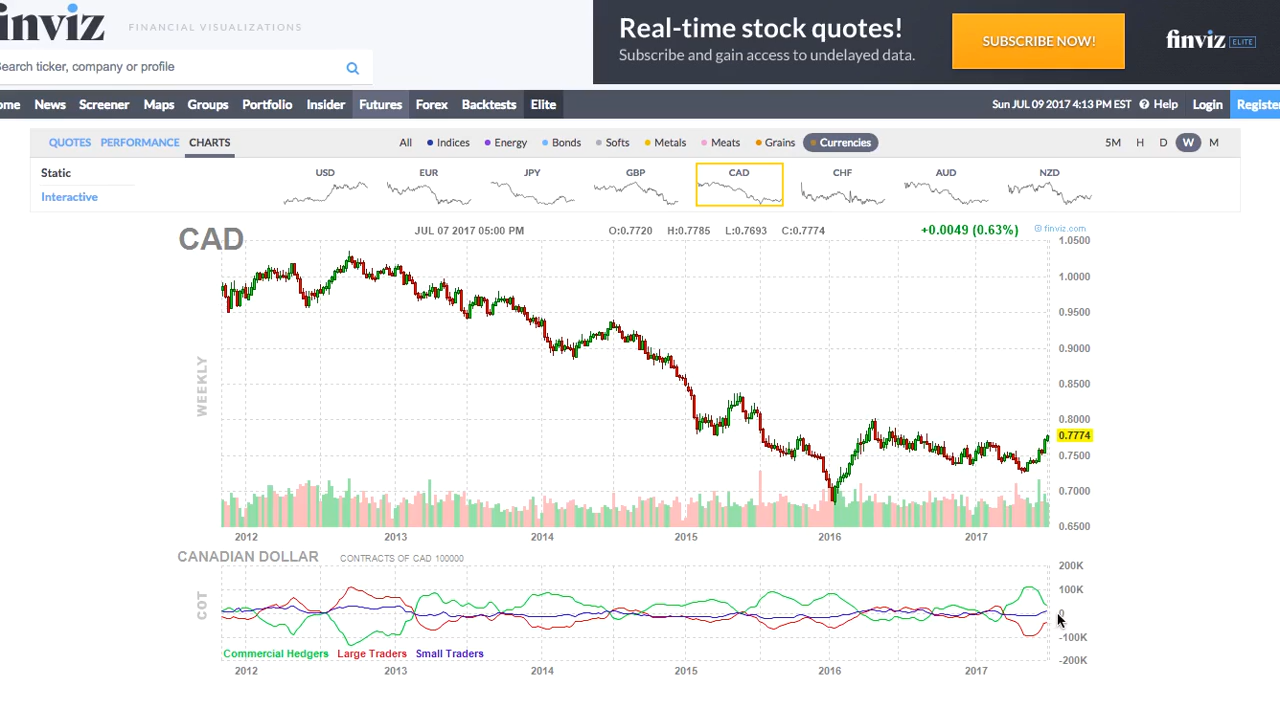 finviz FINANCIAL VISUALIZATIONS
Real-time stock quotes!
Subscribe and gain access to undelayed data.
SUBSCRIBE NOW!
finviz ELITE
Search ticker, company or profile
ome News Screener Maps Groups Portfolio Insider Futures Forex Backtests Elite Sun JUL 09 2017 4:13 PM EST Help Login Register
QUOTES PERFORMANCE CHARTS All Indices Energy Bonds Softs Metals Meats Grains Currencies 5M H D W M
Static
Interactive
USD EUR JPY GBP CAD CHF AUD NZD
CAD JUL 07 2017 05:00 PM O:0.7720 H:0.7785 L:0.7693 C:0.7774 +0.0049 (0.63%) © finviz.com
1.0500
1.0000
0.9500
0.9000
0.8500
0.8000
0.7774
0.7500
0.7000
0.6500
WEEKLY
2012 2013 2014 2015 2016 2017
CANADIAN DOLLAR CONTRACTS OF CAD 100000
200K
100K
0
-100K
-200K
COT
Commercial Hedgers Large Traders Small Traders
2012 2013 2014 2015 2016 2017